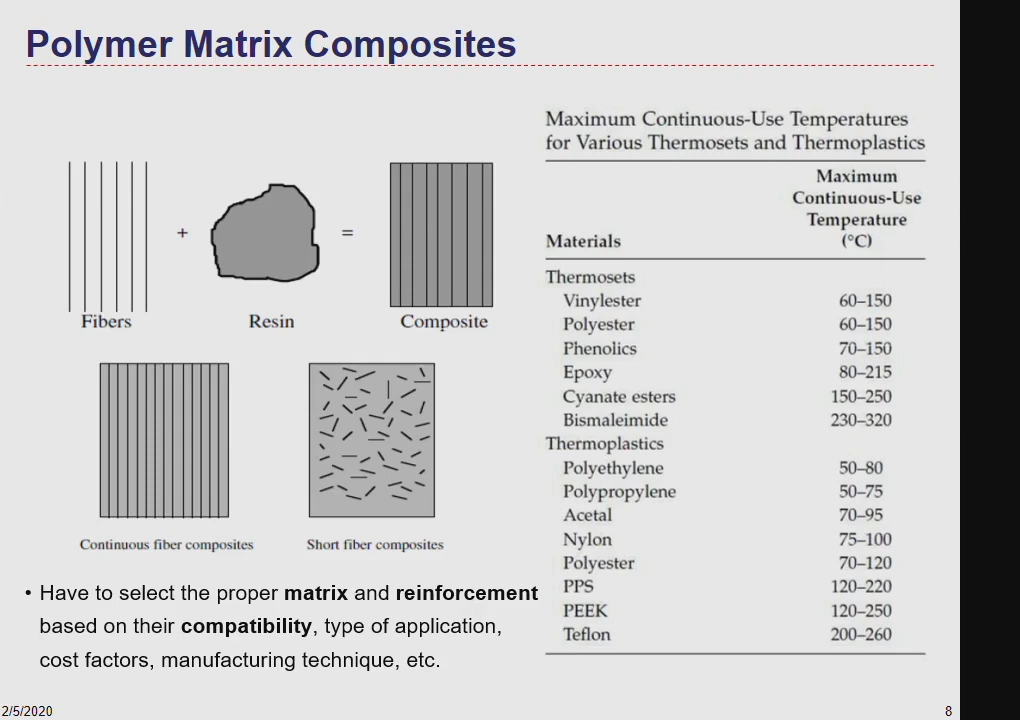 Polymer Matrix Composites
+
=
Fibers
Resin
Composite
Continuous fiber composites
Short fiber composites
• Have to select the proper matrix and reinforcement
based on their compatibility, type of application,
cost factors, manufacturing technique, etc.
Maximum Continuous-Use Temperatures
for Various Thermosets and Thermoplastics
Maximum
Continuous-Use
Temperature
Materials (°C)
Thermosets
Vinylester 60–150
Polyester 60–150
Phenolics 70–150
Epoxy 80–215
Cyanate esters 150–250
Bismaleimide 230–320
Thermoplastics
Polyethylene 50–80
Polypropylene 50–75
Acetal 70–95
Nylon 75–100
Polyester 70–120
PPS 120–220
PEEK 120–250
Teflon 200–260
2/5/2020
8